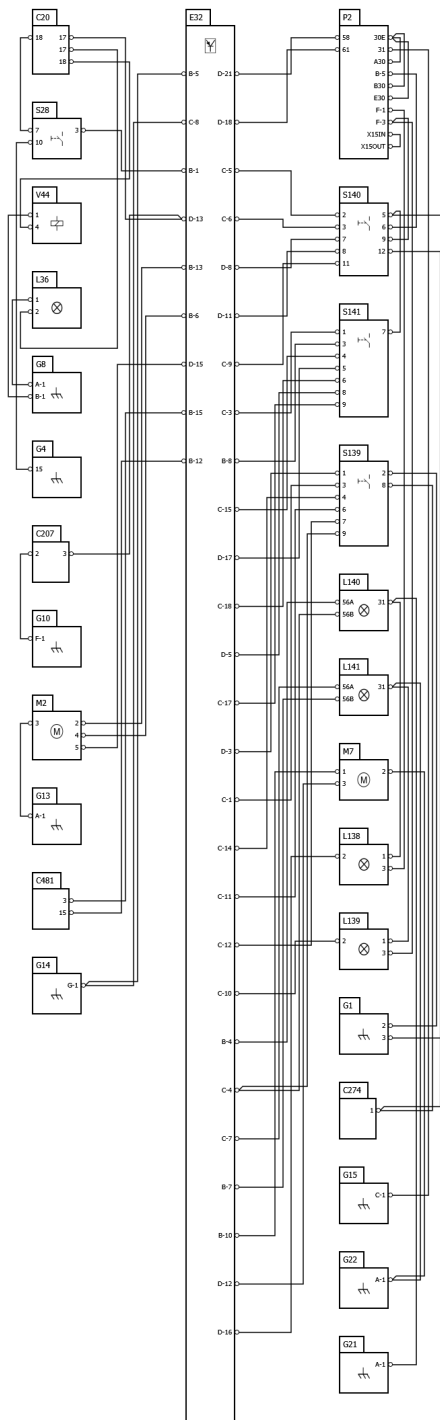 C20
18
17
17
18
S28
7
10
3
V44
1
4
L36
1
2
G8
A-1
B-1
G4
15
C207
2
3
G10
F-1
M2
3
2
4
5
M
G13
A-1
C481
3
15
G14
G-1
E32
B-5
C-8
B-1
D-13
B-13
B-6
D-15
B-15
B-12
D-21
D-18
C-5
C-6
D-8
D-11
C-9
C-3
B-8
C-15
D-17
C-18
D-5
C-17
D-3
C-1
C-14
C-11
C-12
C-10
B-4
C-4
C-7
B-7
B-10
D-12
D-16
P2
58
61
30E
31
A30
B-5
B30
E30
F-1
F-3
X15IN
X15OUT
S140
2
3
7
8
11
5
6
9
12
S141
1
3
4
5
6
8
9
7
S139
1
3
4
6
7
9
2
8
L140
56A
56B
31
L141
56A
56B
31
M7
1
3
2
M
L138
2
1
3
L139
2
1
3
G1
2
3
C274
1
G15
C-1
G22
A-1
G21
A-1